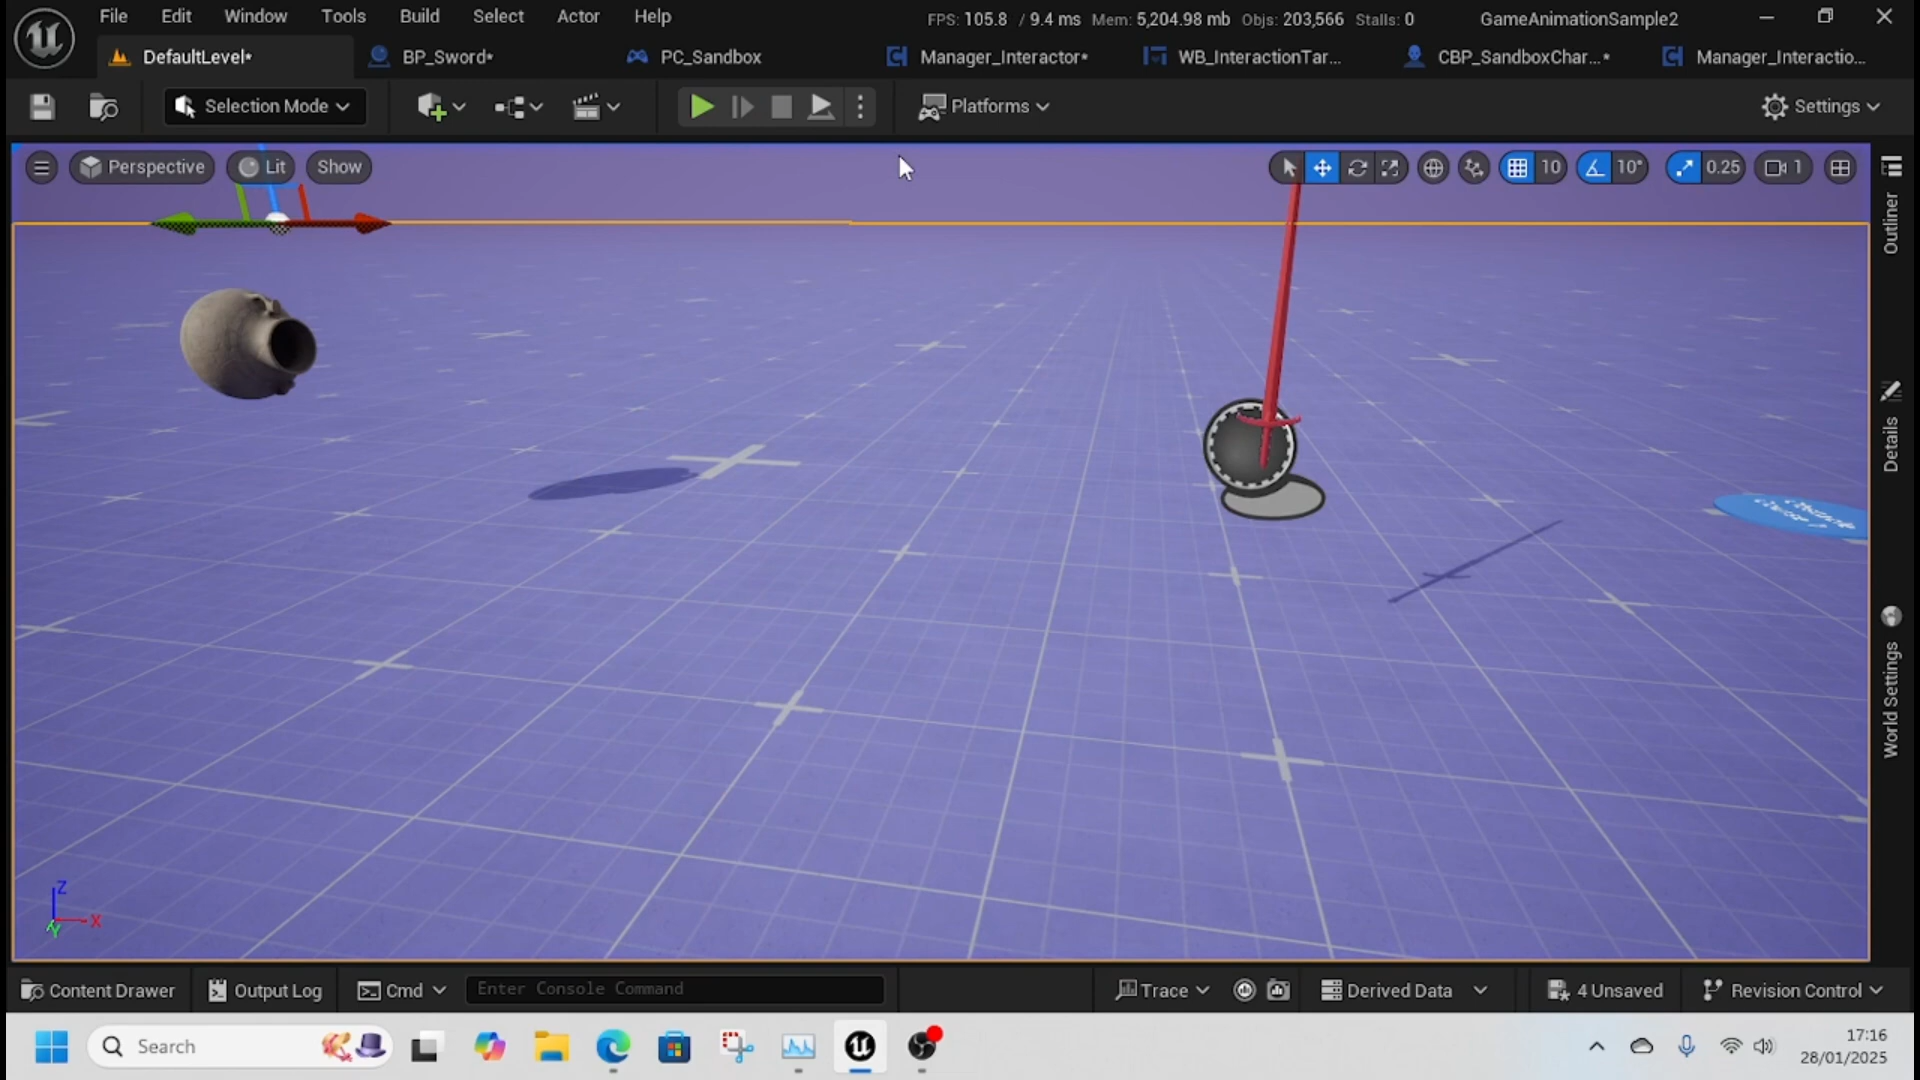 File Edit Window Tools Build Select Actor Help
FPS: 105.8 / 9.4 ms Mem: 5,204.98 mb Objs: 203,566 Stalls: 0
GameAnimationSample2
DefaultLevel*
BP_Sword*
PC_Sandbox
Manager_Interactor*
WB_InteractionTar...
CBP_SandboxChar...*
Manager_Interactio...
Selection Mode
Platforms
Settings
Perspective
Lit
Show
10
10°
0.25
1
Outliner
Details
World Settings
Z
X
Y
Content Drawer
Output Log
Cmd
Enter Console Command
Trace
Derived Data
4 Unsaved
Revision Control
Search
17:16
28/01/2025